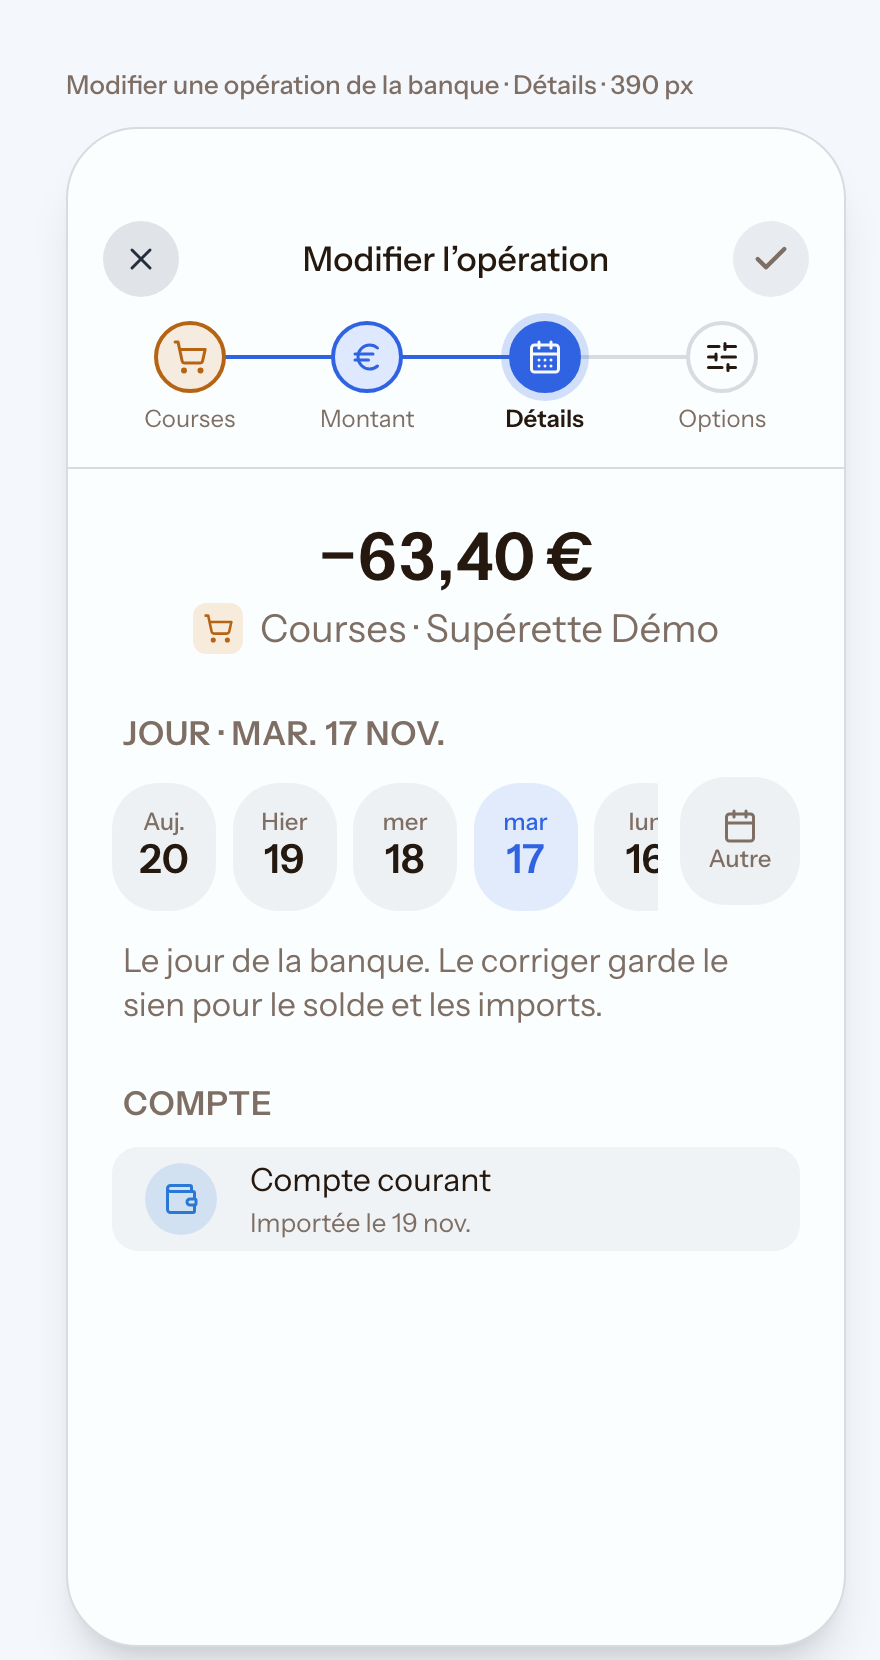 Modifier une opération de la banque · Détails · 390 px
Modifier l’opération
Courses
Montant
Détails
Options
−63,40 €
Courses · Supérette Démo
JOUR · MAR. 17 NOV.
Auj.
20
Hier
19
mer
18
mar
17
lun
16
Autre
Le jour de la banque. Le corriger garde le
sien pour le solde et les imports.
COMPTE
Compte courant
Importée le 19 nov.